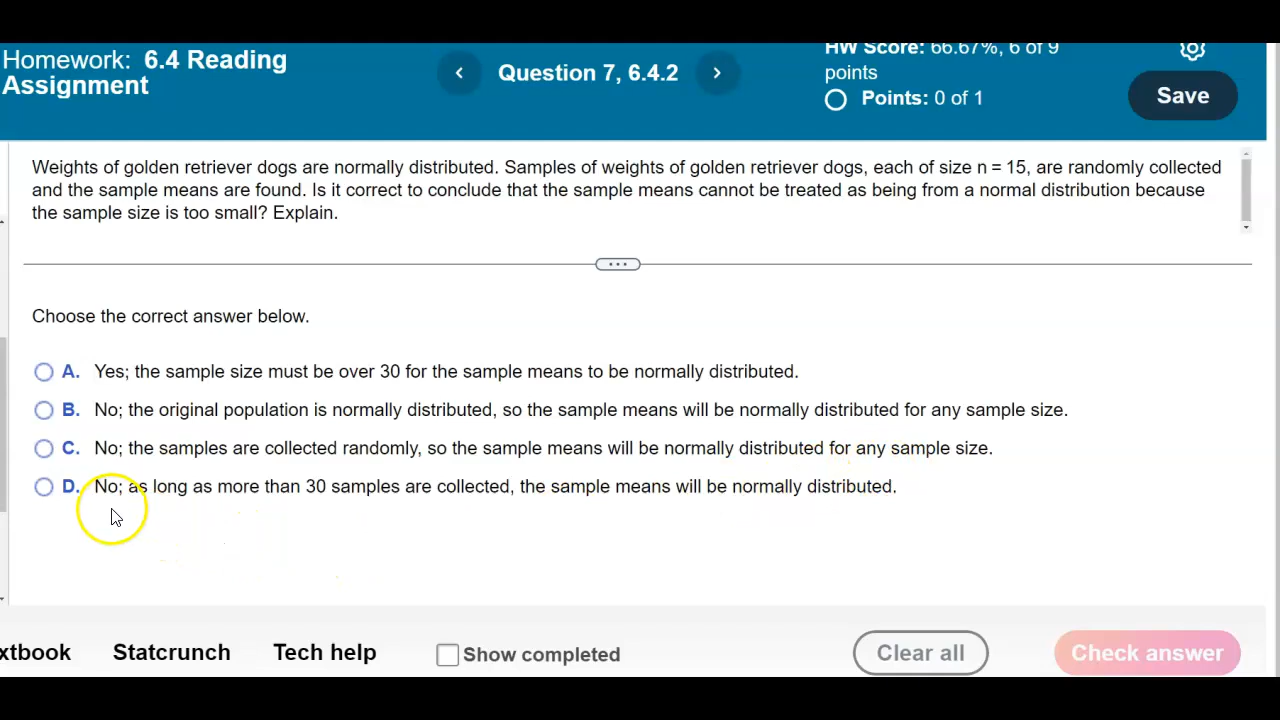 Homework: 6.4 Reading
Assignment
Question 7, 6.4.2
HW Score: 66.67%, 6 of 9
points
Points: 0 of 1
Save
Weights of golden retriever dogs are normally distributed. Samples of weights of golden retriever dogs, each of size n = 15, are randomly collected
and the sample means are found. Is it correct to conclude that the sample means cannot be treated as being from a normal distribution because
the sample size is too small? Explain.
Choose the correct answer below.
A. Yes; the sample size must be over 30 for the sample means to be normally distributed.
B. No; the original population is normally distributed, so the sample means will be normally distributed for any sample size.
C. No; the samples are collected randomly, so the sample means will be normally distributed for any sample size.
D. No; as long as more than 30 samples are collected, the sample means will be normally distributed.
xtbook
Statcrunch
Tech help
Show completed
Clear all
Check answer